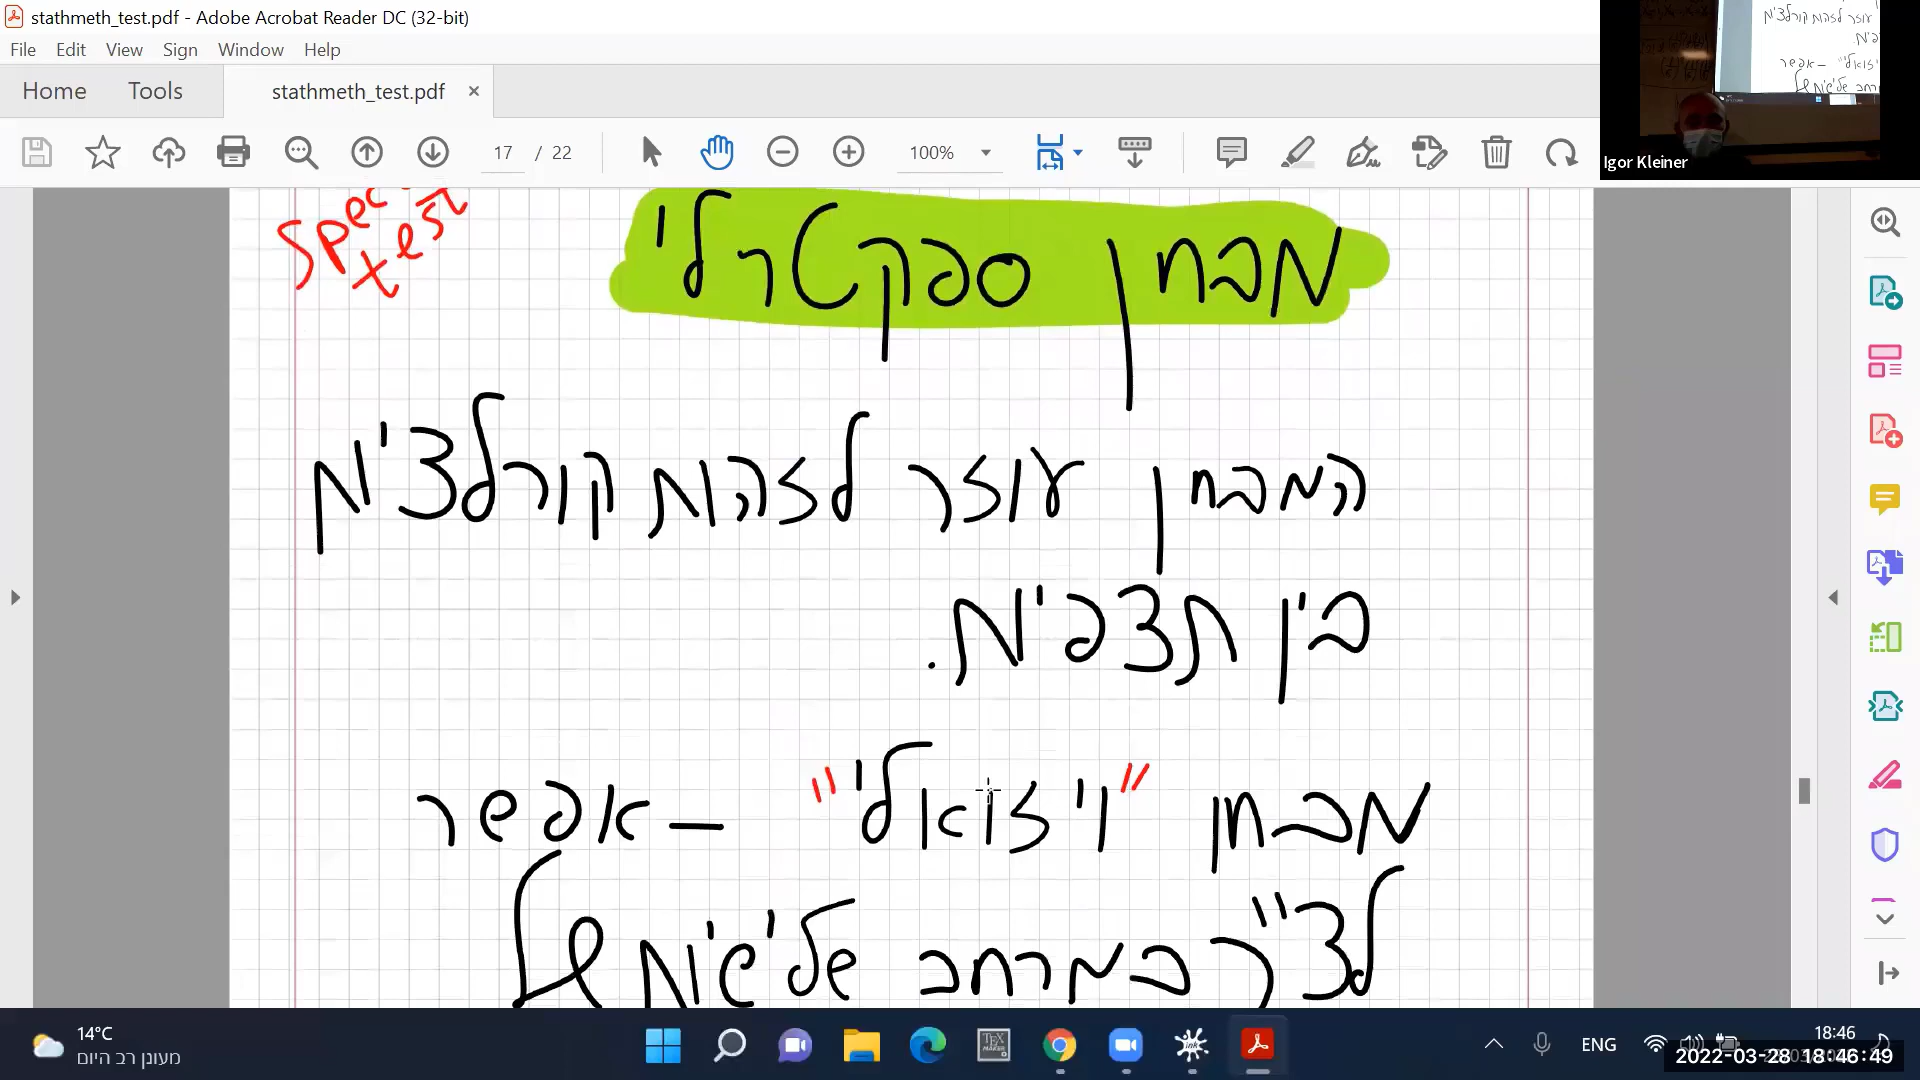 stathmeth_test.pdf - Adobe Acrobat Reader DC (32-bit)
File Edit View Sign Window Help
Home Tools stathmeth_test.pdf ×
17 / 22 100%
Igor Kleiner
spec
test
מבחן ספקטרלי
המבחן עוזר לזהות קורלציות
בין תצפיות.
מבחן "ויזואלי" – אפשר
לצייר במרחב שלישיות של
14°C
מעונן רב היום
ENG
18:46
2022-03-28 18:46:49